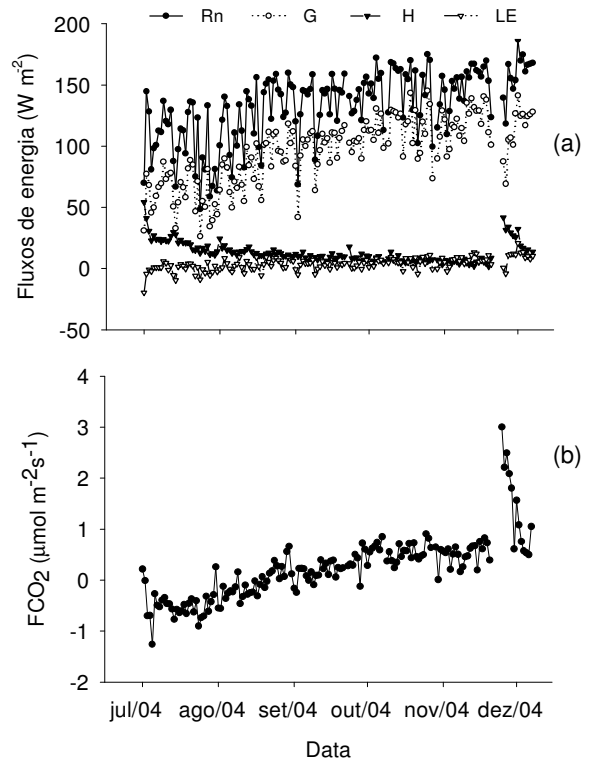 Rn G H LE
200
150
100
50
0
-50
Fluxos de energia (W m-2)
(a)
4
3
2
1
0
-1
-2
FCO2 (μmol m-2s-1)
(b)
jul/04 ago/04 set/04 out/04 nov/04 dez/04
Data